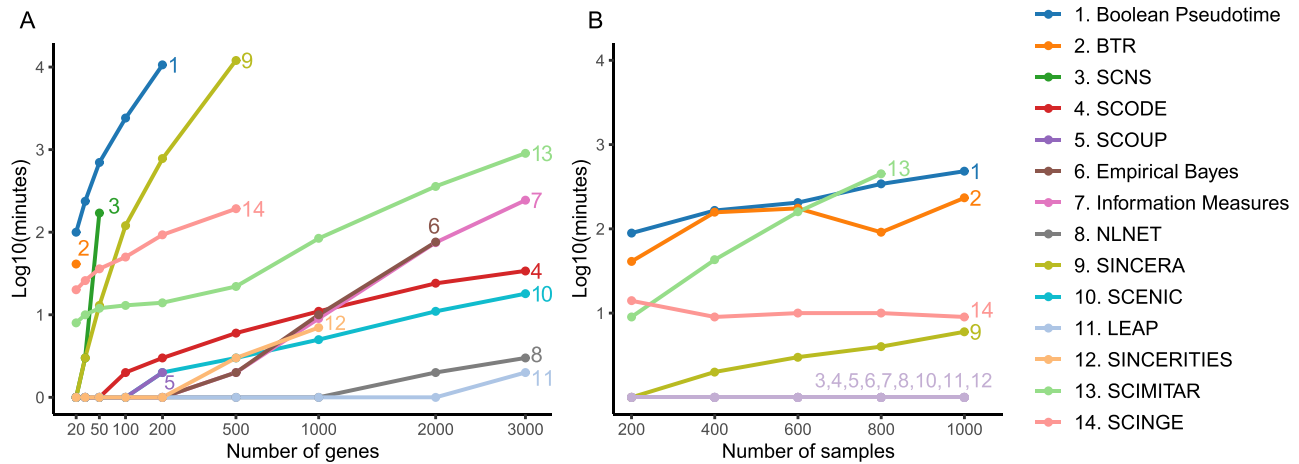 A
Log10(minutes)
4
3
2
1
0
20 50 100 200 500 1000 2000 3000
Number of genes
1
9
3
2
14
13
7
6
4
10
12
5
8
11
B
Log10(minutes)
4
3
2
1
200 400 600 800 1000
Number of samples
13
1
2
14
9
3,4,5,6,7,8,10,11,12
1. Boolean Pseudotime
2. BTR
3. SCNS
4. SCODE
5. SCOUP
6. Empirical Bayes
7. Information Measures
8. NLNET
9. SINCERA
10. SCENIC
11. LEAP
12. SINCERITIES
13. SCIMITAR
14. SCINGE